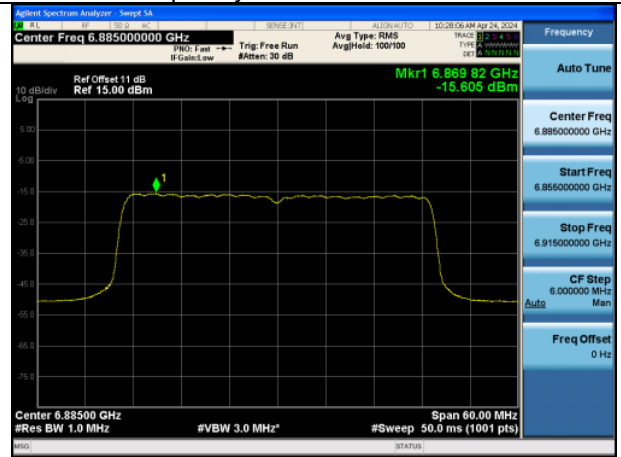 Agilent Spectrum Analyzer - Swept SA
RL RF 50 Ω AC SENSE:INT ALIGN AUTO 10:28:06 AM Apr 24, 2024
Center Freq 6.885000000 GHz
PNO: Fast
IFGain:Low
Trig: Free Run
#Atten: 30 dB
Avg Type: RMS
Avg|Hold: 100/100
TRACE 1 2 3 4 5 6
TYPE A WWWWW
DET A N N N N N
Frequency
Ref Offset 11 dB
10 dB/div Ref 15.00 dBm
Log
Mkr1 6.869 82 GHz
-15.605 dBm
Auto Tune
5.00
-5.00
-15.0
-25.0
-35.0
-45.0
-55.0
-65.0
-75.0
1
Center Freq
6.885000000 GHz
Start Freq
6.855000000 GHz
Stop Freq
6.915000000 GHz
CF Step
6.000000 MHz
Auto Man
Freq Offset
0 Hz
Center 6.88500 GHz Span 60.00 MHz
#Res BW 1.0 MHz #VBW 3.0 MHz* #Sweep 50.0 ms (1001 pts)
MSG STATUS